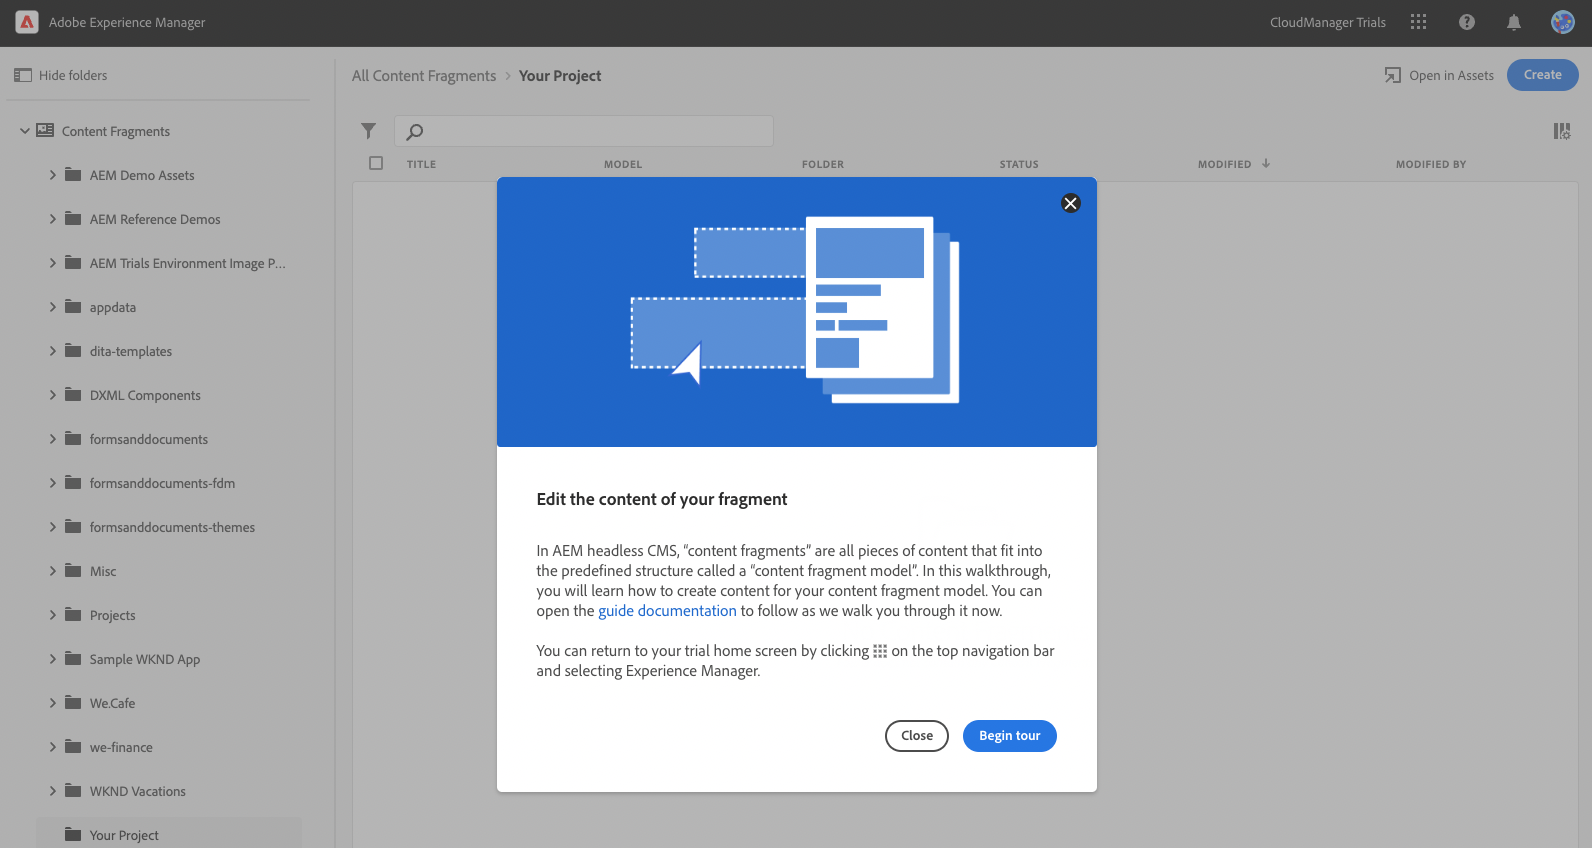 Adobe Experience Manager
CloudManager Trials
Hide folders
All Content Fragments > Your Project
Open in Assets
Create
Content Fragments
AEM Demo Assets
AEM Reference Demos
AEM Trials Environment Image P...
appdata
dita-templates
DXML Components
formsanddocuments
formsanddocuments-fdm
formsanddocuments-themes
Misc
Projects
Sample WKND App
We.Cafe
we-finance
WKND Vacations
Your Project
TITLE MODEL FOLDER STATUS MODIFIED MODIFIED BY
Edit the content of your fragment
In AEM headless CMS, “content fragments” are all pieces of content that fit into
the predefined structure called a “content fragment model”. In this walkthrough,
you will learn how to create content for your content fragment model. You can
open the guide documentation to follow as we walk you through it now.
You can return to your trial home screen by clicking on the top navigation bar
and selecting Experience Manager.
Close
Begin tour